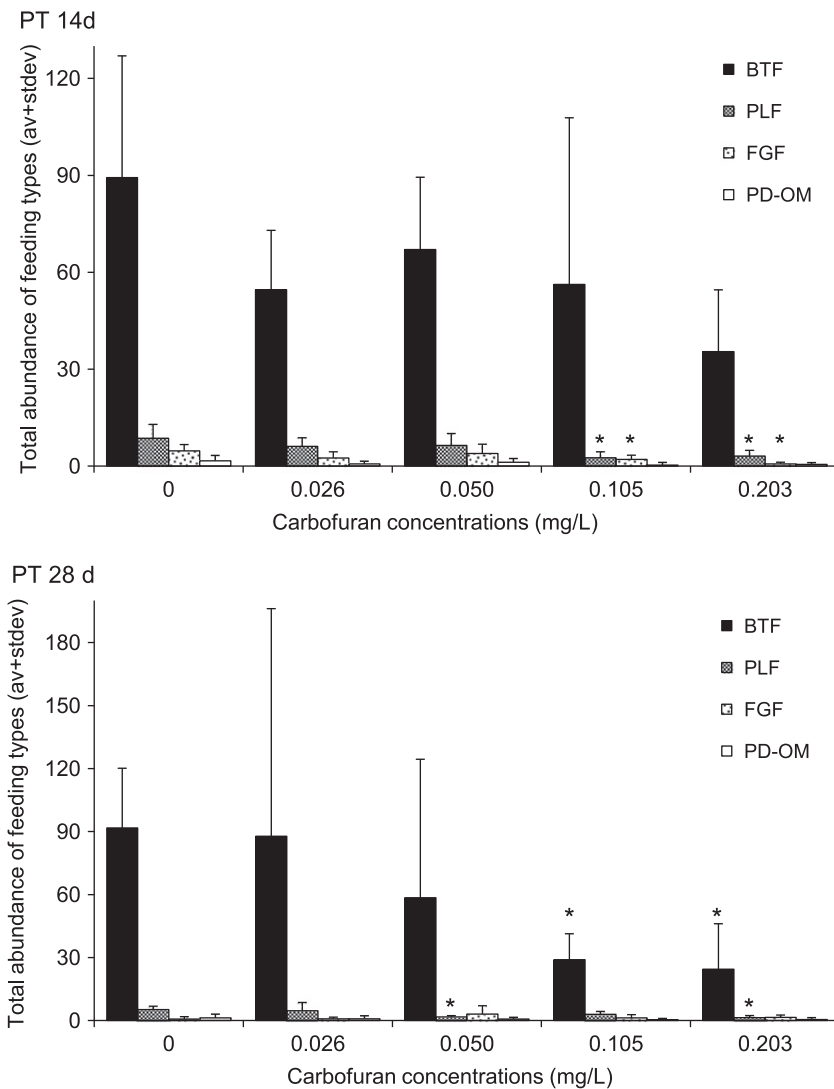 PT 14d
Total abundance of feeding types (av+stdev)
120
90
60
30
0
BTF
PLF
FGF
PD-OM
* * * *
0 0.026 0.050 0.105 0.203
Carbofuran concentrations (mg/L)
PT 28 d
Total abundance of feeding types (av+stdev)
180
150
120
90
60
30
0
BTF
PLF
FGF
PD-OM
* *
* *
0 0.026 0.050 0.105 0.203
Carbofuran concentrations (mg/L)